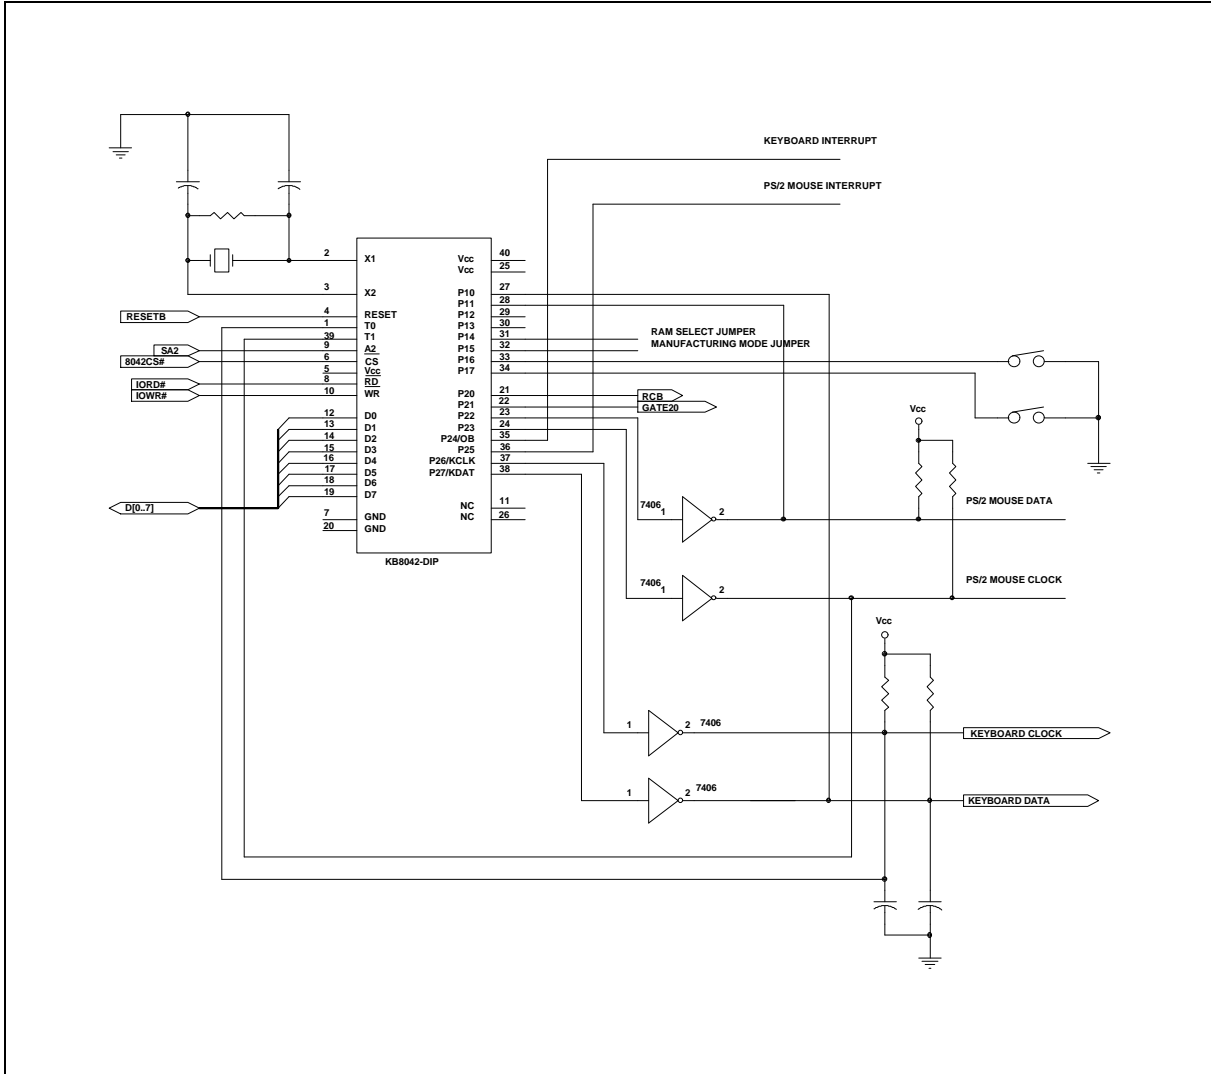 KEYBOARD INTERRUPT
PS/2 MOUSE INTERRUPT
2 X1 Vcc 40
Vcc 25
3 X2 P10 27
P11 28
RESETB 4 RESET P12 29
1 T0 P13 30
39 T1 P14 31 RAM SELECT JUMPER
SA2 9 A2 P15 32 MANUFACTURING MODE JUMPER
8042CS# 6 CS P16 33
5 Vcc P17 34
IORD# 8 RD
IOWR# 10 WR P20 21 RCB
P21 22 GATE20
12 D0 P22 23 Vcc
13 D1 P23 24
14 D2 P24/OB 35
15 D3 P25 36
16 D4 P26/KCLK 37
17 D5 P27/KDAT 38
18 D6
19 D7
D[0..7] NC 11
7 GND NC 26
20 GND
KB8042-DIP
7406 1 2 PS/2 MOUSE DATA
7406 1 2 PS/2 MOUSE CLOCK
Vcc
1 2 7406 KEYBOARD CLOCK
1 2 7406 KEYBOARD DATA